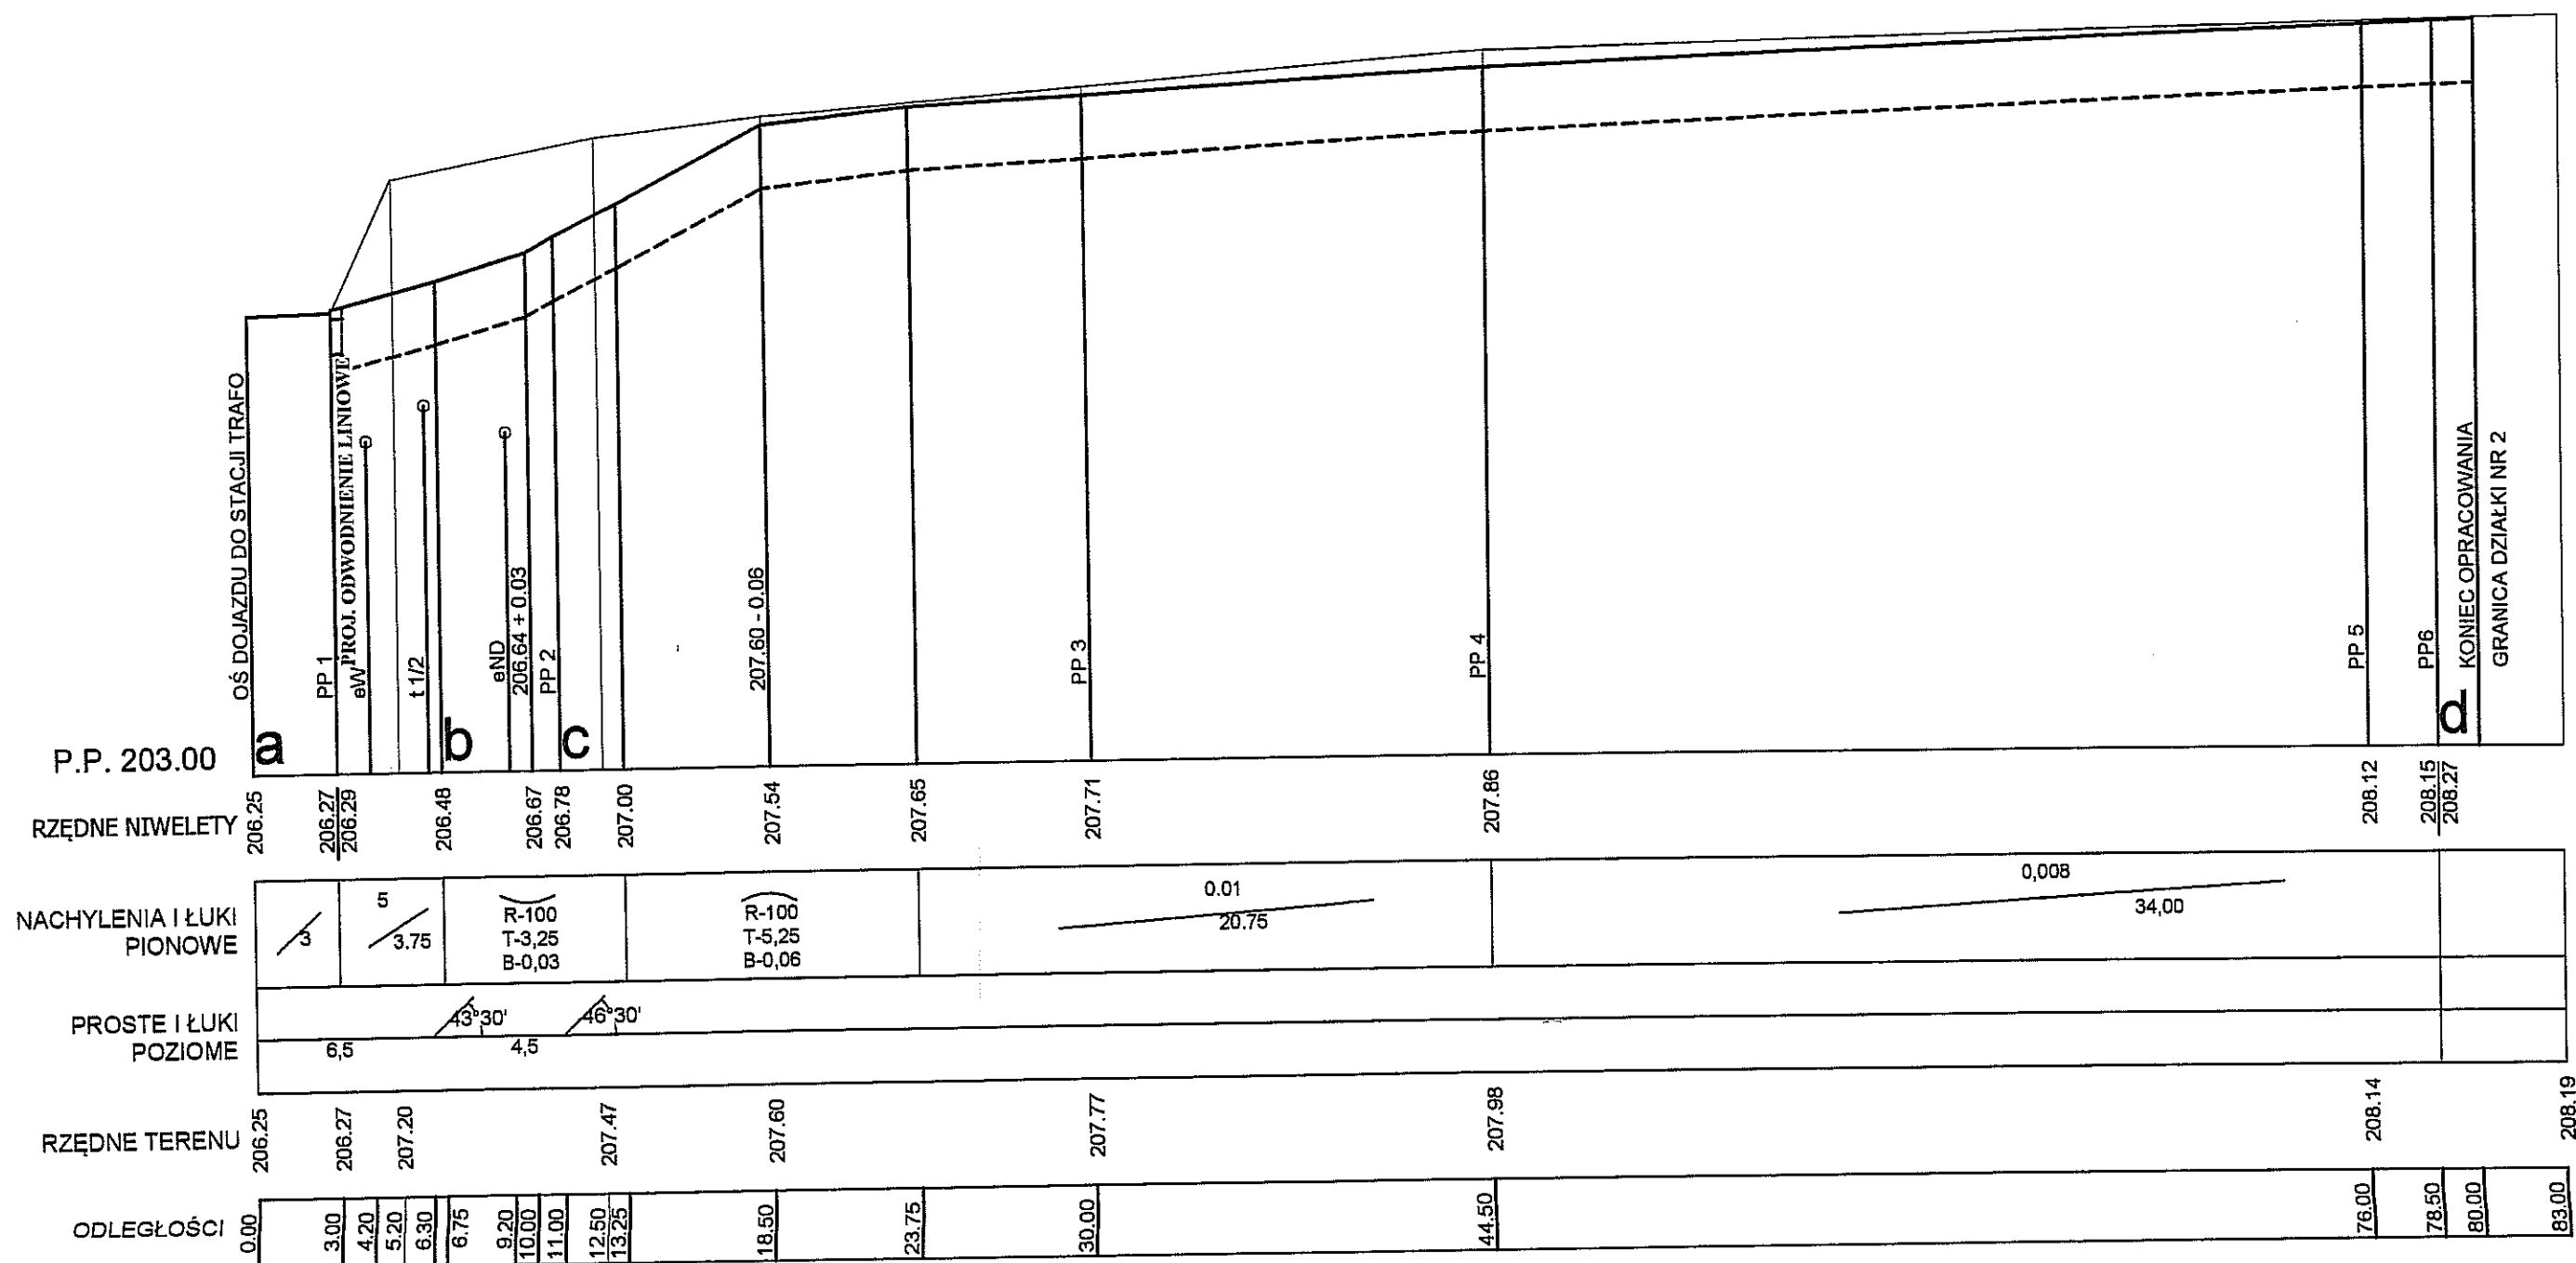 OŚ DOJAZDU DO STACJI TRAFO
PP 1
PROJ. ODWODNIENIE LINIOWE
eW
t 1/2
eND
206.64 + 0.03
PP 2
207.60 - 0.06
PP 3
PP 4
PP 5
PP6
KONIEC OPRACOWANIA
GRANICA DZIAŁKI NR 2
a
b
c
d
P.P. 203.00
RZĘDNE NIWELETY
206.25
206.27
206.29
206.48
206.67
206.78
207.00
207.54
207.65
207.71
207.86
208.12
208.15
208.27
NACHYLENIA I ŁUKI
PIONOWE
3
5
3.75
R-100
T-3,25
B-0,03
R-100
T-5,25
B-0,06
0.01
20.75
0,008
34,00
PROSTE I ŁUKI
POZIOME
6,5
43°30'
4,5
46°30'
RZĘDNE TERENU
206.25
206.27
207.20
207.47
207.60
207.77
207.98
208.14
208.19
ODLEGŁOŚCI
0.00
3.00
4.20
5.20
6.30
6.75
9.20
10.00
11.00
12.50
13.25
18.50
23.75
30.00
44.50
76.00
78.50
80.00
83.00